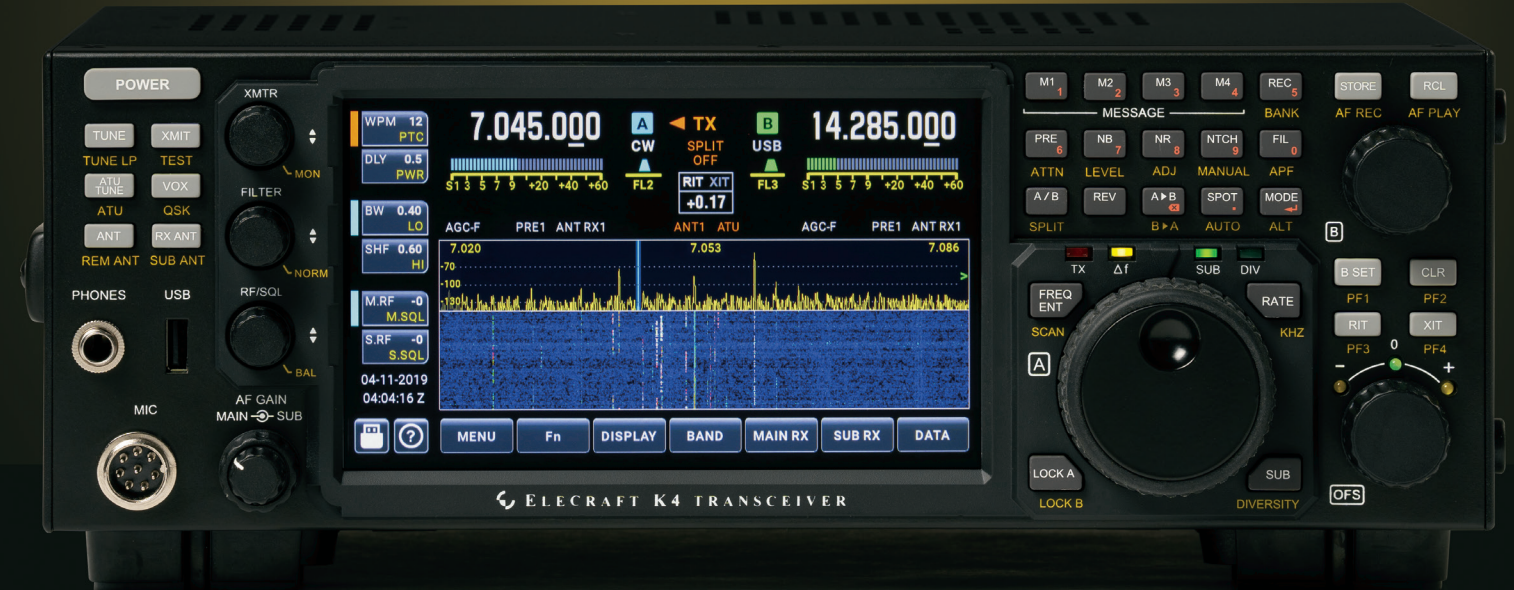 POWER
TUNE XMIT
TUNE LP TEST
ATU TUNE VOX
ATU QSK
ANT RX ANT
REM ANT SUB ANT
PHONES USB
MIC
XMTR
MON
FILTER
NORM
RF/SQL
BAL
AF GAIN
MAIN SUB
WPM 12
PTC
DLY 0.5
PWR
BW 0.40
LO
SHF 0.60
HI
M.RF -0
M.SQL
S.RF -0
S.SQL
04-11-2019
04:04:16 Z
7.045.000 A TX B 14.285.000
CW SPLIT USB
OFF
S1 3 5 7 9 +20 +40 +60 FL2 RIT XIT FL3 S1 3 5 7 9 +20 +40 +60
+0.17
AGC-F PRE1 ANT RX1 ANT1 ATU AGC-F PRE1 ANT RX1
7.020 7.053 7.086
-70
-100
-130
? MENU Fn DISPLAY BAND MAIN RX SUB RX DATA
ELECRAFT K4 TRANSCEIVER
M1 1 M2 2 M3 3 M4 4 REC 5
MESSAGE BANK
PRE 6 NB 7 NR 8 NTCH 9 FIL 0
ATTN LEVEL ADJ MANUAL APF
A / B REV A▶B SPOT . MODE
SPLIT B▶A AUTO ALT
TX Δf SUB DIV
FREQ ENT RATE
SCAN KHZ
A
LOCK A SUB
LOCK B DIVERSITY
STORE RCL
AF REC AF PLAY
B
B SET CLR
PF1 PF2
RIT XIT
PF3 0 PF4
- +
OFS